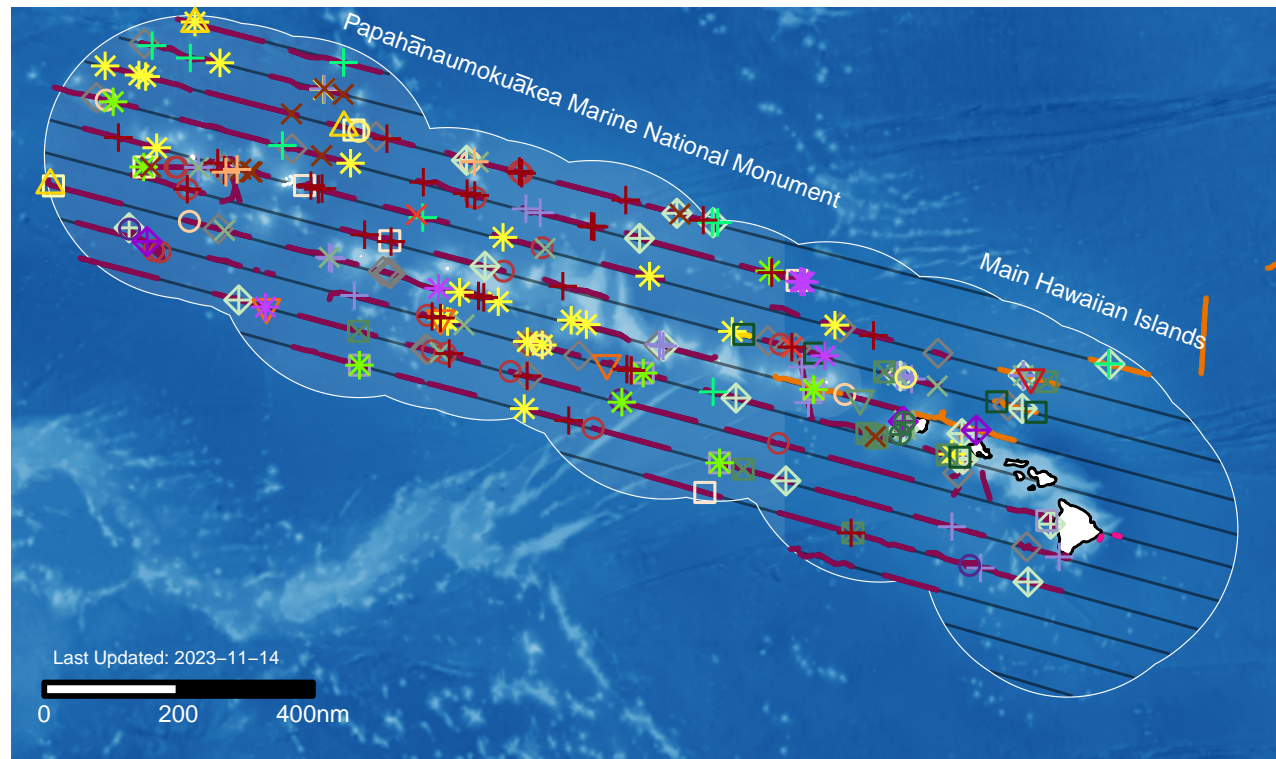 Papahānaumokuākea Marine National Monument
Main Hawaiian Islands
Last Updated: 2023−11−14
0 200 400nm